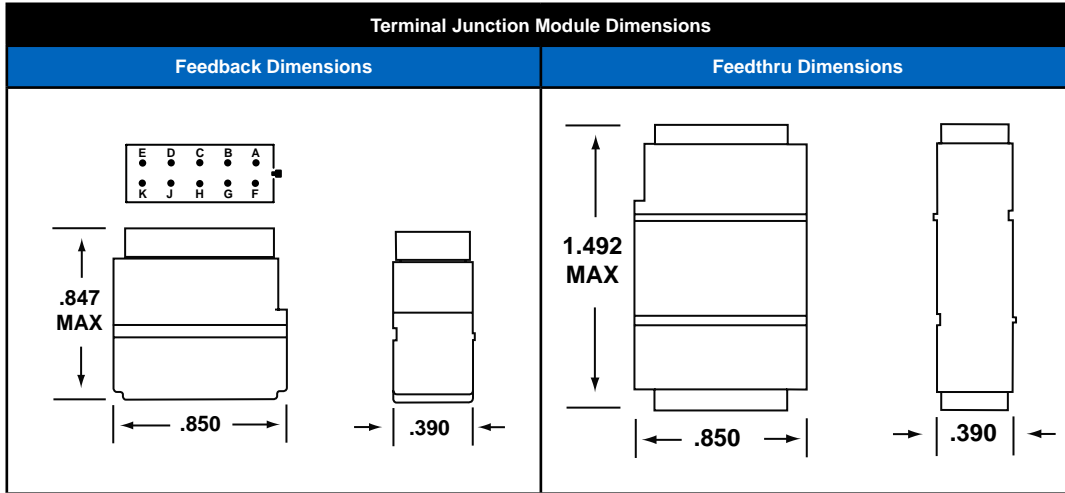 Terminal Junction Module Dimensions
Feedback Dimensions
Feedthru Dimensions
E D C B A
K J H G F
.847
MAX
.850
.390
1.492
MAX
.850
.390